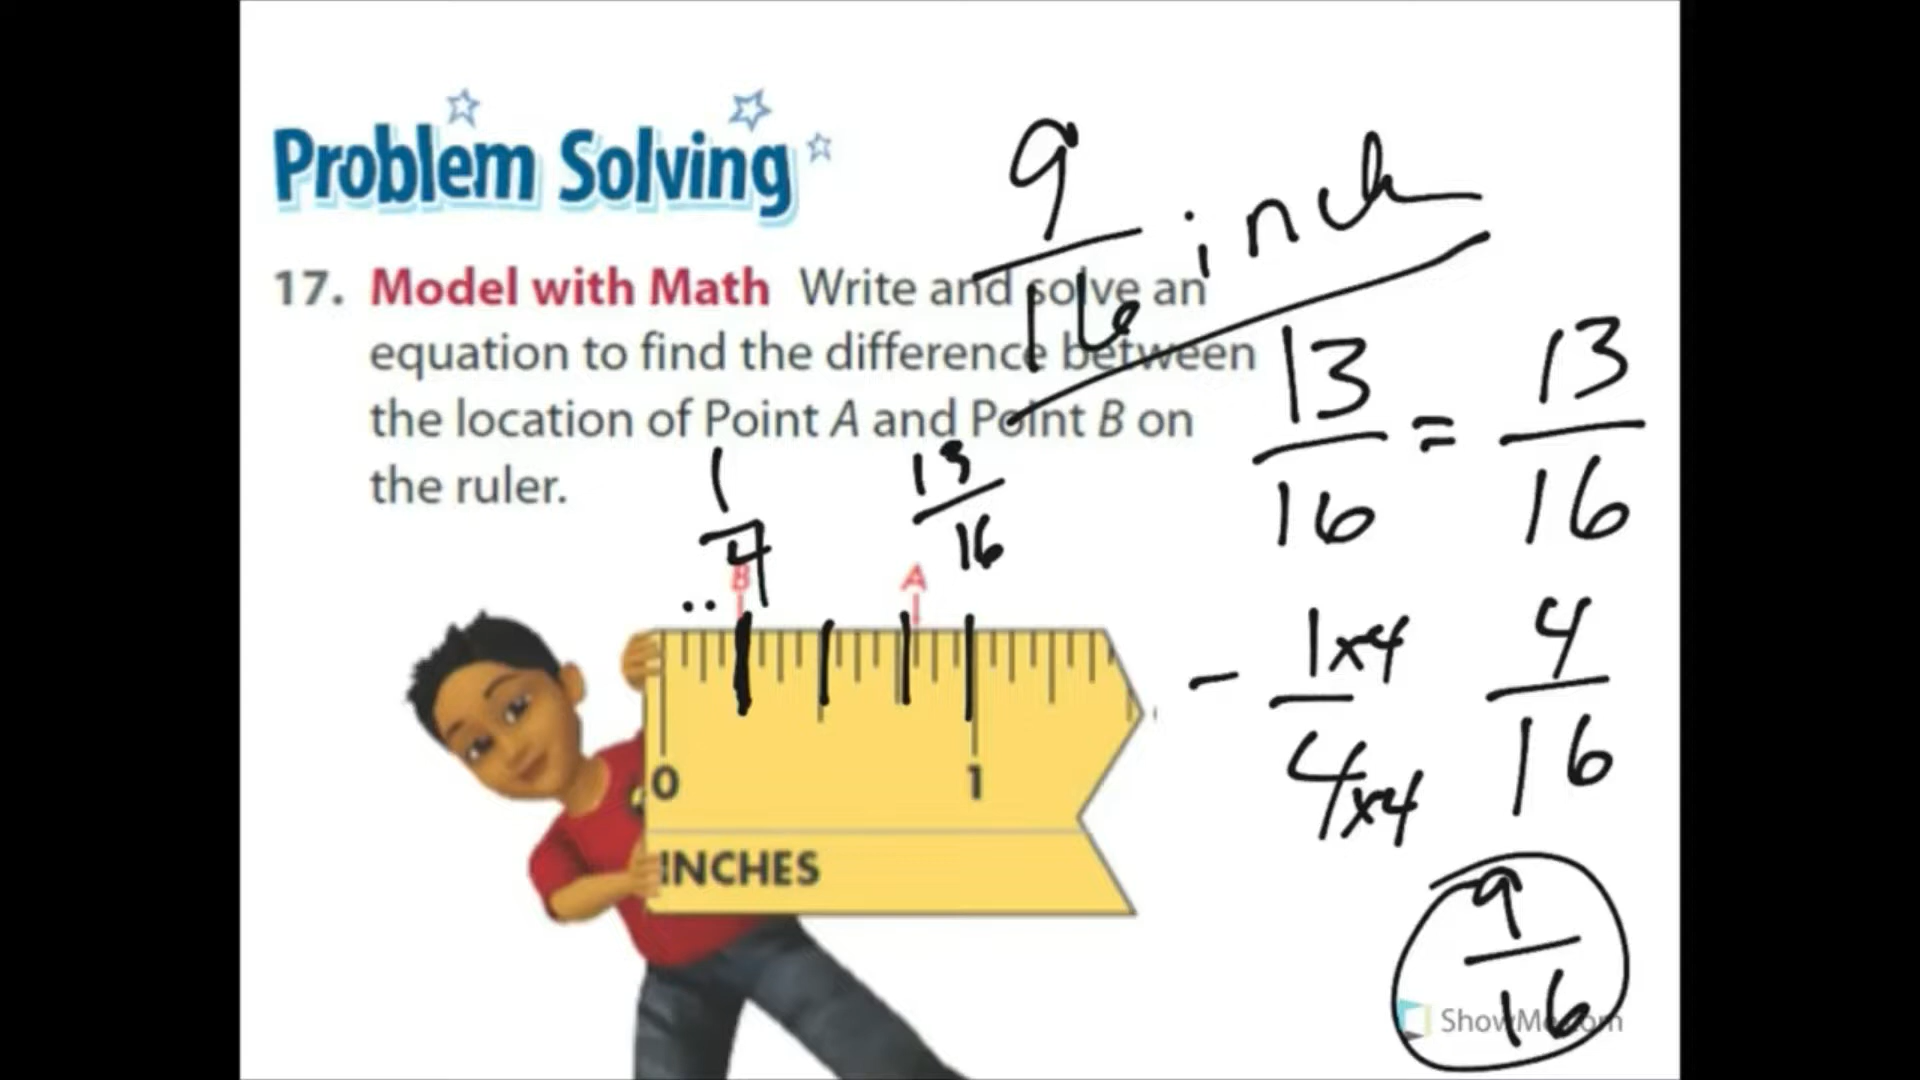 Problem Solving
9/16 inch
17. Model with Math Write and solve an
equation to find the difference between
the location of Point A and Point B on
the ruler.
1/4
13/16
B
A
0 1
INCHES
13/16 = 13/16
- 1x4/4x4 4/16
9/16
ShowMe.com